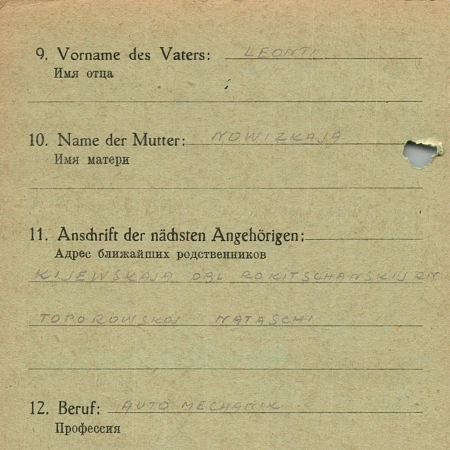 9. Vorname des Vaters: LEONTI
Имя отца
10. Name der Mutter: NOWIZKAJA
Имя матери
11. Anschrift der nächsten Angehörigen:
Адрес ближайших родственников
KIJEWSKAJA OBL ROKITSCHANSKIJ RN
TOPOROWSKOJ NATASCHI
12. Beruf: AUTO MECHANIK
Профессия